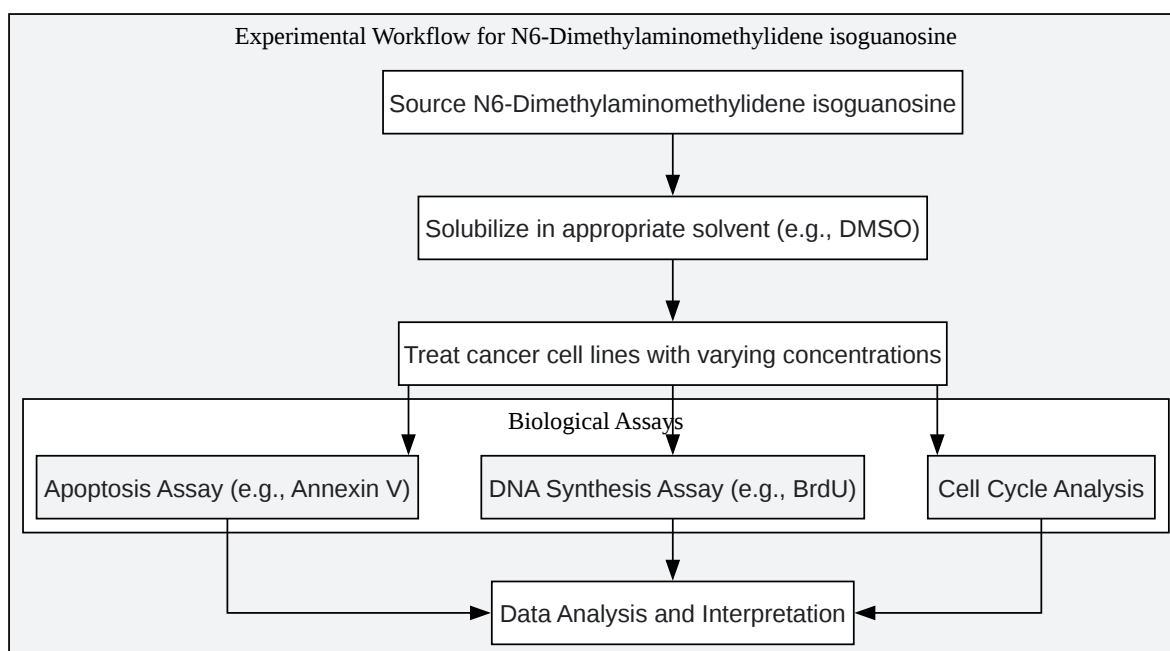 Experimental Workflow for N6-Dimethylaminomethylidene isoguanosine
Source N6-Dimethylaminomethylidene isoguanosine
Solubilize in appropriate solvent (e.g., DMSO)
Treat cancer cell lines with varying concentrations
Biological Assays
Apoptosis Assay (e.g., Annexin V)
DNA Synthesis Assay (e.g., BrdU)
Cell Cycle Analysis
Data Analysis and Interpretation